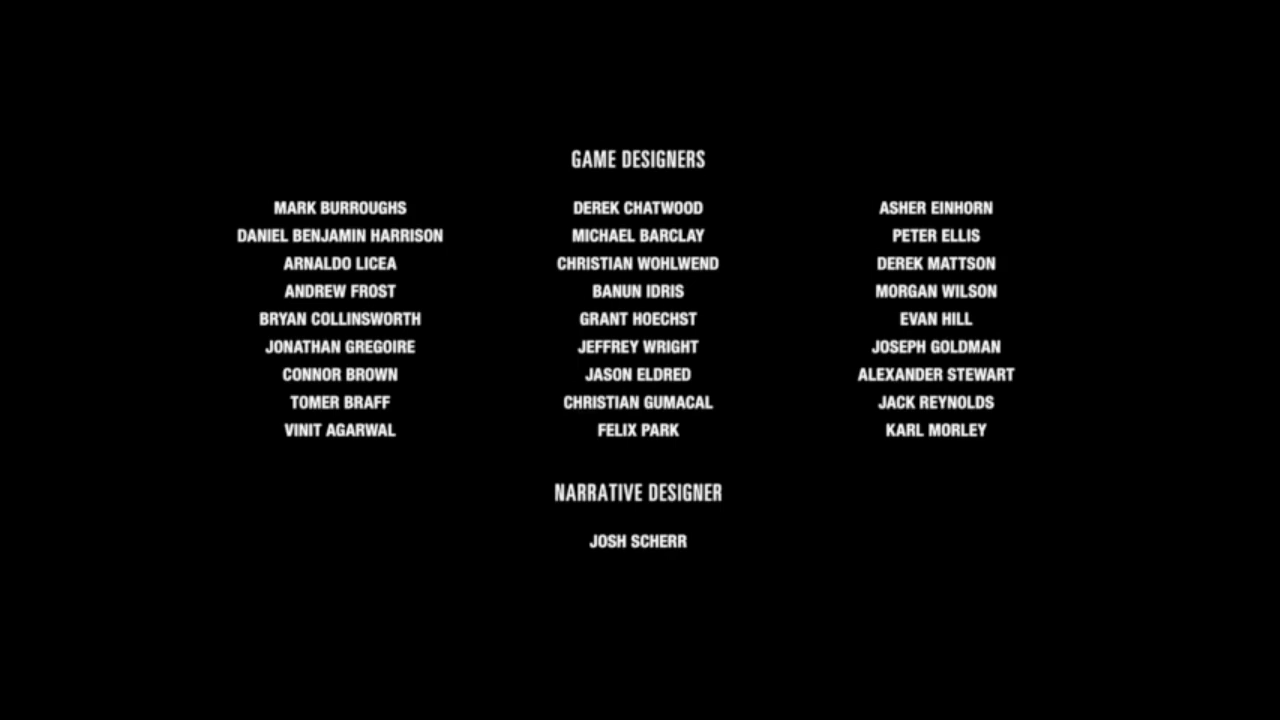 GAME DESIGNERS
MARK BURROUGHS DEREK CHATWOOD ASHER EINHORN
DANIEL BENJAMIN HARRISON MICHAEL BARCLAY PETER ELLIS
ARNALDO LICEA CHRISTIAN WOHLWEND DEREK MATTSON
ANDREW FROST BANUN IDRIS MORGAN WILSON
BRYAN COLLINSWORTH GRANT HOECHST EVAN HILL
JONATHAN GREGOIRE JEFFREY WRIGHT JOSEPH GOLDMAN
CONNOR BROWN JASON ELDRED ALEXANDER STEWART
TOMER BRAFF CHRISTIAN GUMACAL JACK REYNOLDS
VINIT AGARWAL FELIX PARK KARL MORLEY
NARRATIVE DESIGNER
JOSH SCHERR